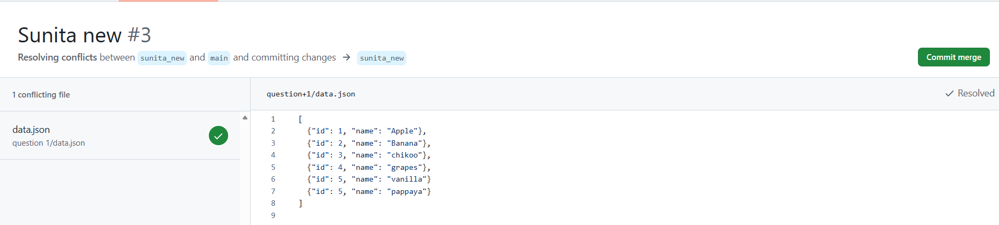 Sunita new #3
Resolving conflicts between sunita_new and main and committing changes → sunita_new
Commit merge
1 conflicting file
data.json
question 1/data.json
question+1/data.json
Resolved
1 [
2 {"id": 1, "name": "Apple"},
3 {"id": 2, "name": "Banana"},
4 {"id": 3, "name": "chikoo"},
5 {"id": 4, "name": "grapes"},
6 {"id": 5, "name": "vanilla"}
7 {"id": 5, "name": "pappaya"}
8 ]
9